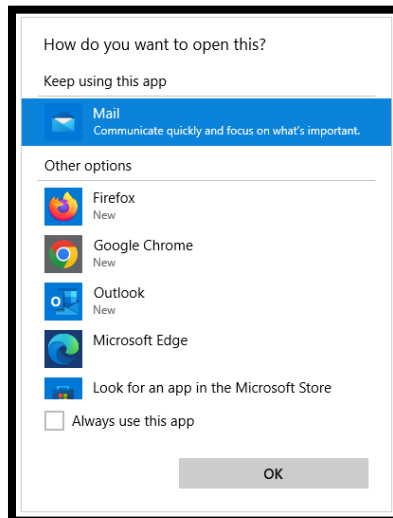 How do you want to open this?
Keep using this app
Mail
Communicate quickly and focus on what's important.
Other options
Firefox
New
Google Chrome
New
Outlook
New
Microsoft Edge
Look for an app in the Microsoft Store
Always use this app
OK